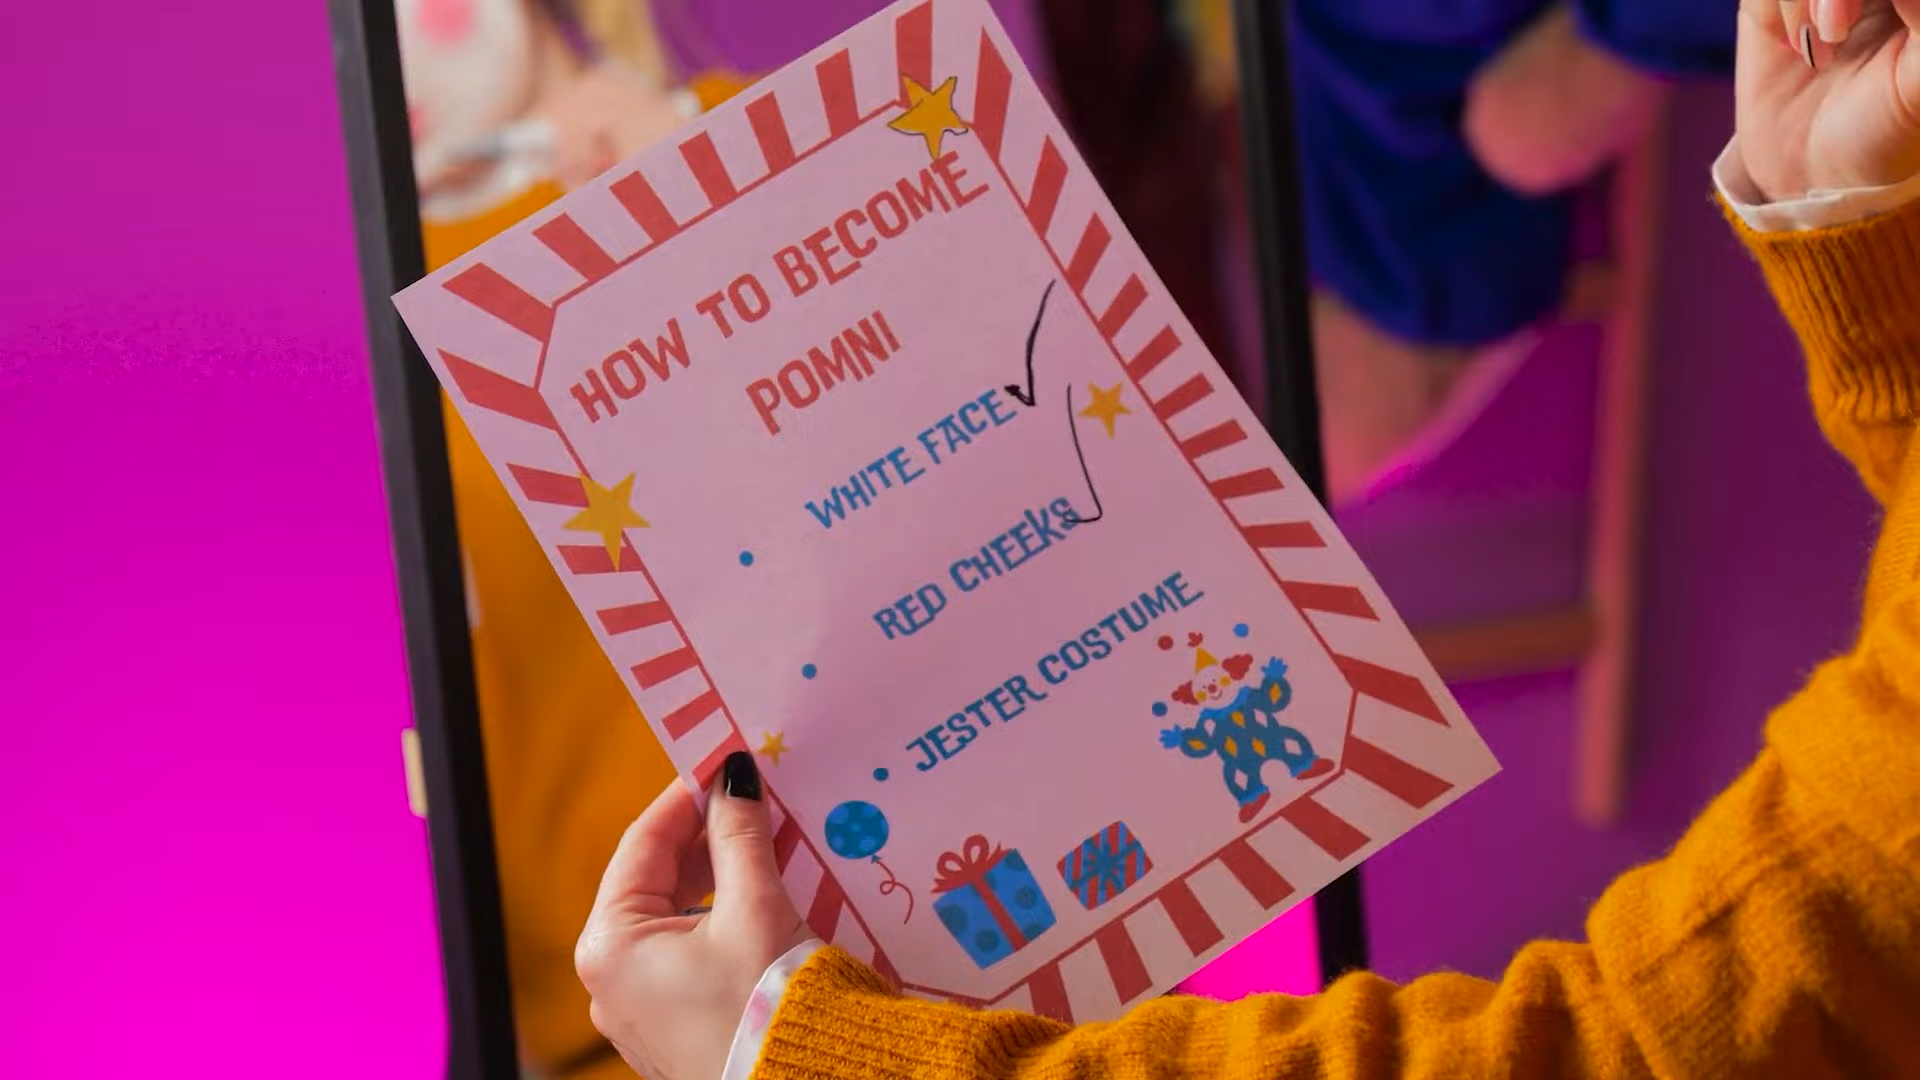 HOW TO BECOME
POMNI
WHITE FACE
RED CHEEKS
JESTER COSTUME